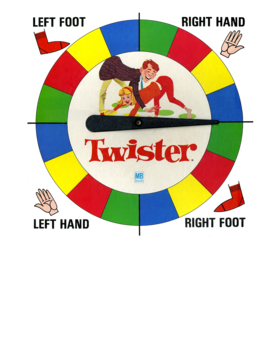 LEFT FOOT
RIGHT HAND
Twister
MB
LEFT HAND
RIGHT FOOT